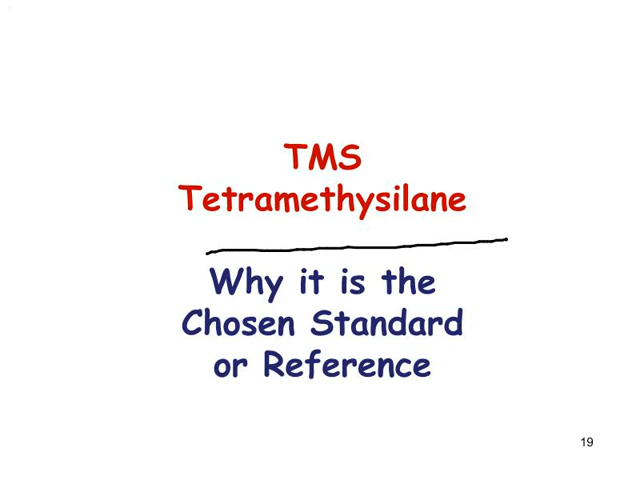 TMS
Tetramethysilane
Why it is the
Chosen Standard
or Reference
19